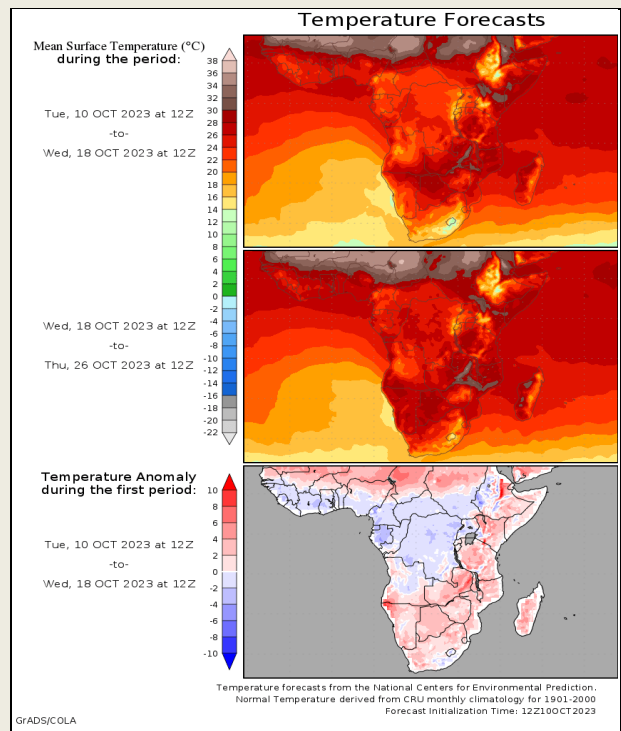 Temperature Forecasts
Mean Surface Temperature (°C)
during the period:
38
36
34
32
30
28
26
24
22
20
18
16
14
12
10
8
6
4
2
0
-2
-4
-6
-8
-10
-12
-14
-16
-18
-20
-22
Tue, 10 OCT 2023 at 12Z
-to-
Wed, 18 OCT 2023 at 12Z
Wed, 18 OCT 2023 at 12Z
-to-
Thu, 26 OCT 2023 at 12Z
Temperature Anomaly
during the first period:
10
8
6
4
2
0
-2
-4
-6
-8
-10
Tue, 10 OCT 2023 at 12Z
-to-
Wed, 18 OCT 2023 at 12Z
Temperature forecasts from the National Centers for Environmental Prediction.
Normal Temperature derived from CRU monthly climatology for 1901-2000
Forecast Initialization Time: 12Z10OCT2023
GrADS/COLA